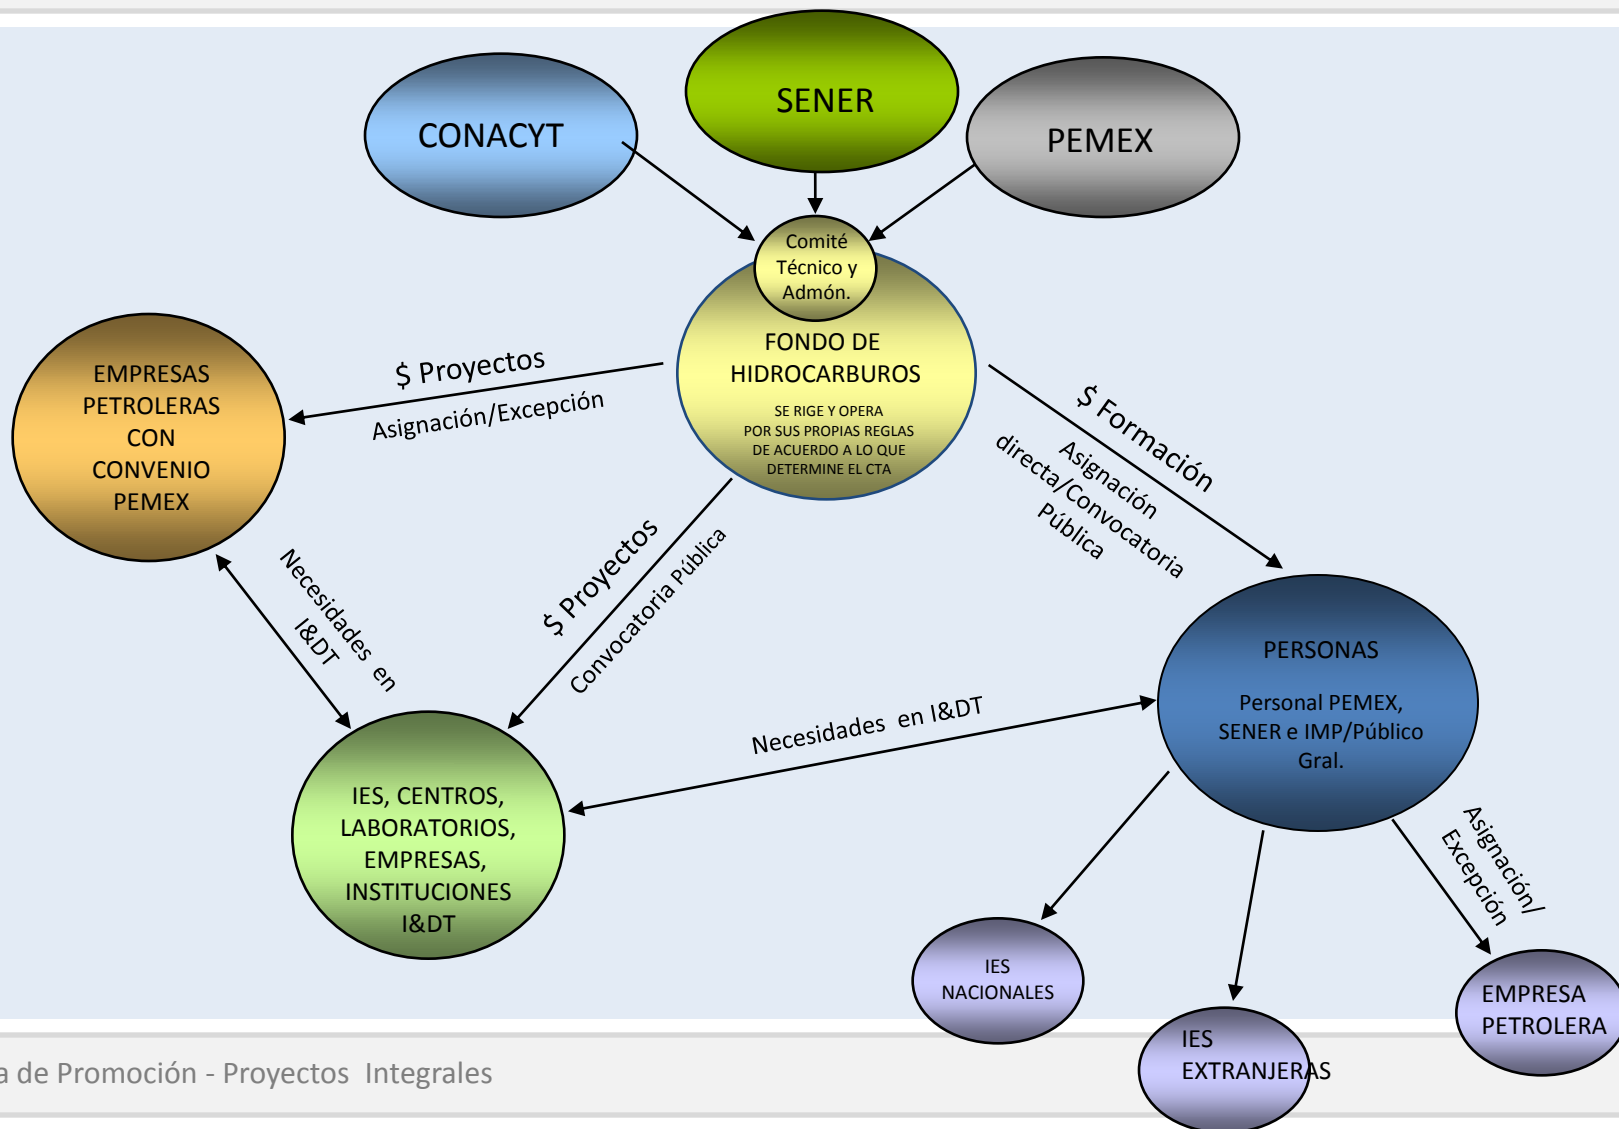 CONACYT
SENER
PEMEX
Comité
Técnico y
Admón.
FONDO DE
HIDROCARBUROS
SE RIGE Y OPERA
POR SUS PROPIAS REGLAS
DE ACUERDO A LO QUE
DETERMINE EL CTA
EMPRESAS
PETROLERAS
CON
CONVENIO
PEMEX
$ Proyectos
Asignación/Excepción
$ Formación
Asignación
directa/Convocatoria
Pública
$ Proyectos
Convocatoria Pública
Necesidades en
I&DT
PERSONAS
Personal PEMEX,
SENER e IMP/Público
Gral.
Necesidades en I&DT
IES, CENTROS,
LABORATORIOS,
EMPRESAS,
INSTITUCIONES
I&DT
Asignación/
Excepción
IES
NACIONALES
IES
EXTRANJERAS
EMPRESA
PETROLERA
a de Promoción - Proyectos Integrales